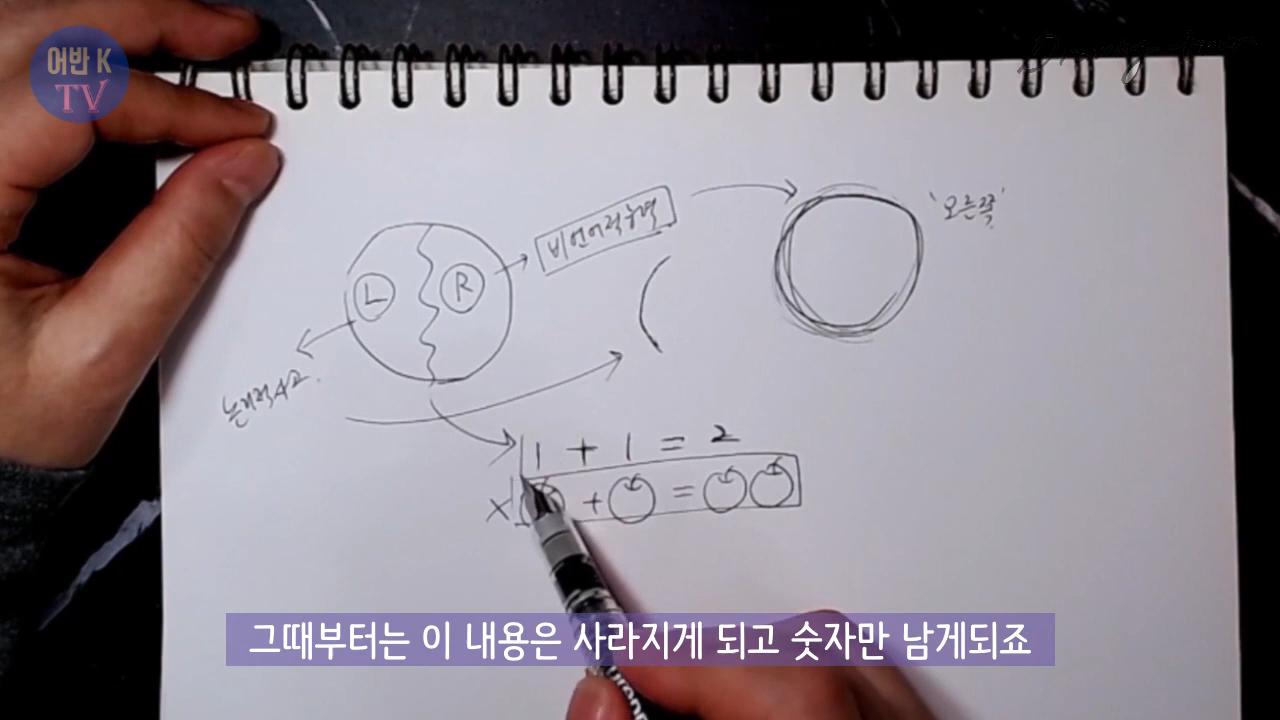 어반 K
TV
'오른쪽'
비언어적능력
L
R
논리적사고.
1 + 1 = 2
x
+ =
그때부터는 이 내용은 사라지게 되고 숫자만 남게되죠